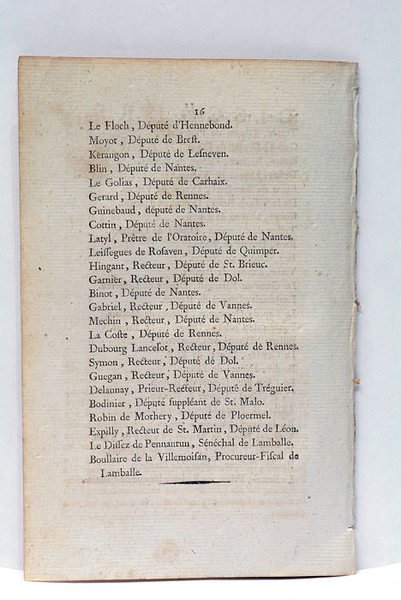 16
Le Floch, Député d'Hennebond.
Moyot, Député de Brest.
Keraugon, Député de Lesneven.
Blin, Député de Nantes.
Le Golias, Député de Carhaix.
Gerard, Député de Rennes.
Guinebaud, député de Nantes.
Cottin, Député de Nantes.
Latyl, Prêtre de l'Oratoire, Député de Nantes.
Leissegues de Rosaven, Député de Quimper.
Hingant, Recteur, Député de St. Brieuc.
Garnier, Recteur, Député de Dol.
Binot, Député de Nantes.
Gabriel, Recteur, Député de Vannes.
Mechin, Recteur, Député de Nantes.
La Coste, Député de Rennes.
Dubourg Lancelot, Recteur, Député de Rennes.
Symon, Recteur, Député de Dol.
Guegan, Recteur, Député de Vannes.
Delaunay, Prieur-Recteur, Député de Tréguier.
Bodinier, Député suppléant de St. Malo.
Robin de Mothery, Député de Ploermel.
Expilly, Recteur de St. Martin, Député de Léon.
Le Dissez de Pennautun, Sénéchal de Lamballe.
Boullaire de la Villemoisan, Procureur-Fiscal de
Lamballe.